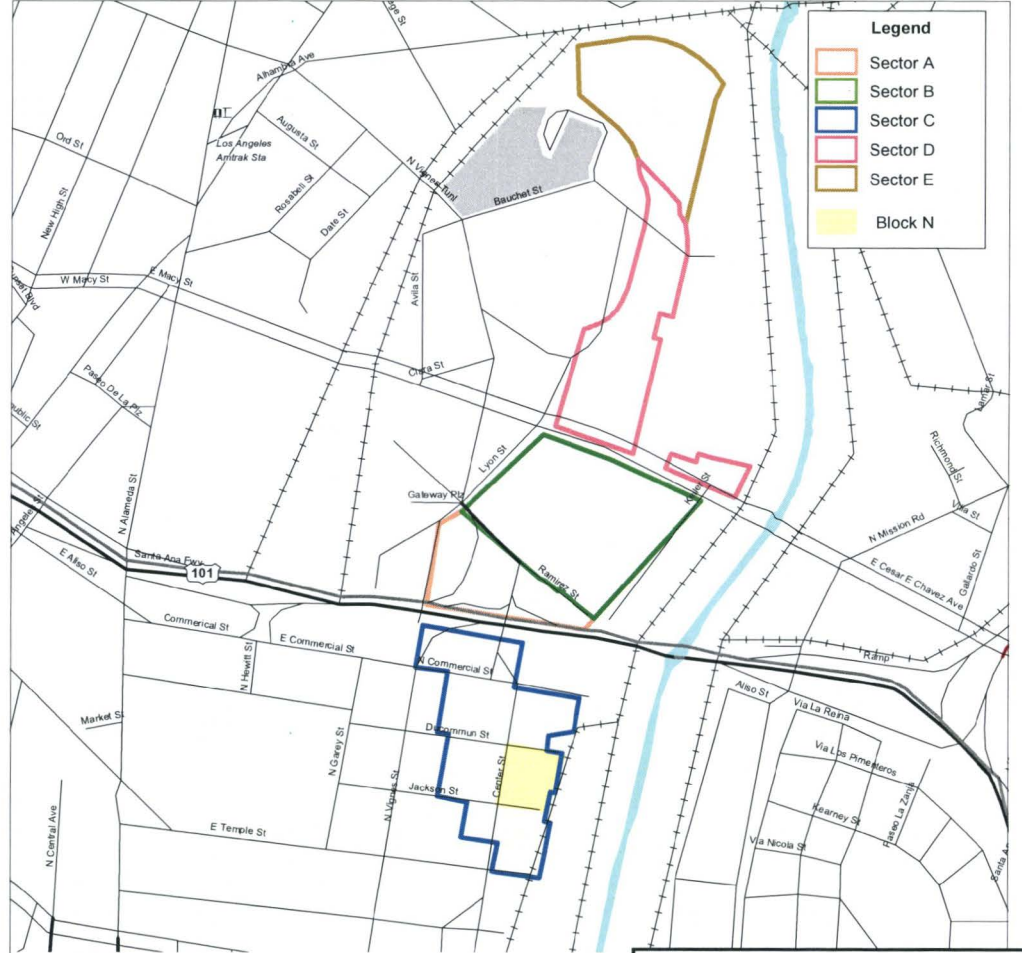 Legend
Sector A
Sector B
Sector C
Sector D
Sector E
Block N
Alhambra Ave
Augusta St
Los Angeles
Amtrak Sta
Ord St
Rosabell St
Date St
New High St
N Vignes Tunl
Bauchet St
W Macy St
E Macy St
Avila St
Clara St
Paseo De La Plz
Lamar St
Richmond St
Lyon St
Keller St
Gateway Plz
N Alameda St
N Mission Rd
Villa St
E Cesar E Chavez Ave
Gallardo St
E Aliso St
Santa Ana Fwy
101
Ramirez St
Commerical St
E Commercial St
N Hewitt St
N Commercial St
Ramp
Aliso St
Via La Reina
Market St
Ducommun St
N Garey St
Center St
Via Los Pimenteros
N Vignes St
Jackson St
Kearney St
Paseo La Zanja
N Central Ave
E Temple St
Via Nicola St